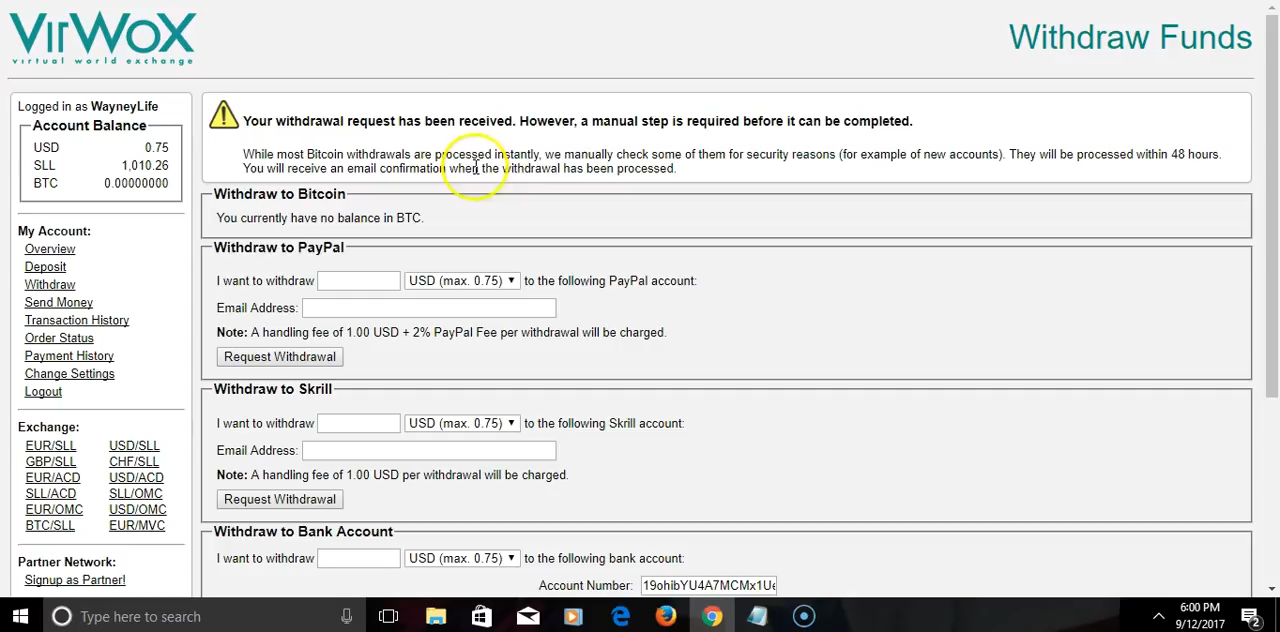 VirWoX
virtual world exchange
Withdraw Funds
Logged in as WayneyLife
Account Balance
USD 0.75
SLL 1,010.26
BTC 0.00000000
My Account:
Overview
Deposit
Withdraw
Send Money
Transaction History
Order Status
Payment History
Change Settings
Logout
Exchange:
EUR/SLL USD/SLL
GBP/SLL CHF/SLL
EUR/ACD USD/ACD
SLL/ACD SLL/OMC
EUR/OMC USD/OMC
BTC/SLL EUR/MVC
Partner Network:
Signup as Partner!
Your withdrawal request has been received. However, a manual step is required before it can be completed.
While most Bitcoin withdrawals are processed instantly, we manually check some of them for security reasons (for example of new accounts). They will be processed within 48 hours.
You will receive an email confirmation when the withdrawal has been processed.
Withdraw to Bitcoin
You currently have no balance in BTC.
Withdraw to PayPal
I want to withdraw USD (max. 0.75) to the following PayPal account:
Email Address:
Note: A handling fee of 1.00 USD + 2% PayPal Fee per withdrawal will be charged.
Request Withdrawal
Withdraw to Skrill
I want to withdraw USD (max. 0.75) to the following Skrill account:
Email Address:
Note: A handling fee of 1.00 USD per withdrawal will be charged.
Request Withdrawal
Withdraw to Bank Account
I want to withdraw USD (max. 0.75) to the following bank account:
Account Number: 19ohibYU4A7MCMx1Ue
Type here to search
6:00 PM
9/12/2017
2